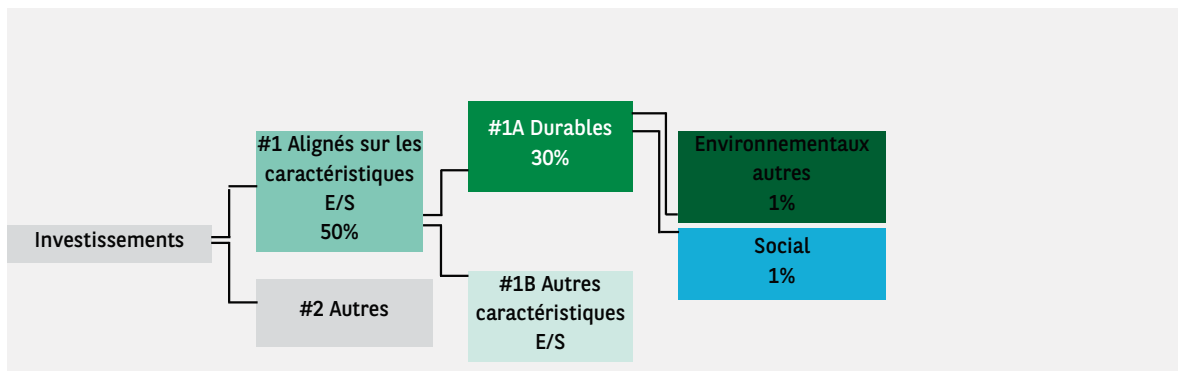 Investissements
#1 Alignés sur les
caractéristiques
E/S
50%
#2 Autres
#1A Durables
30%
#1B Autres
caractéristiques
E/S
Environnementaux
autres
1%
Social
1%